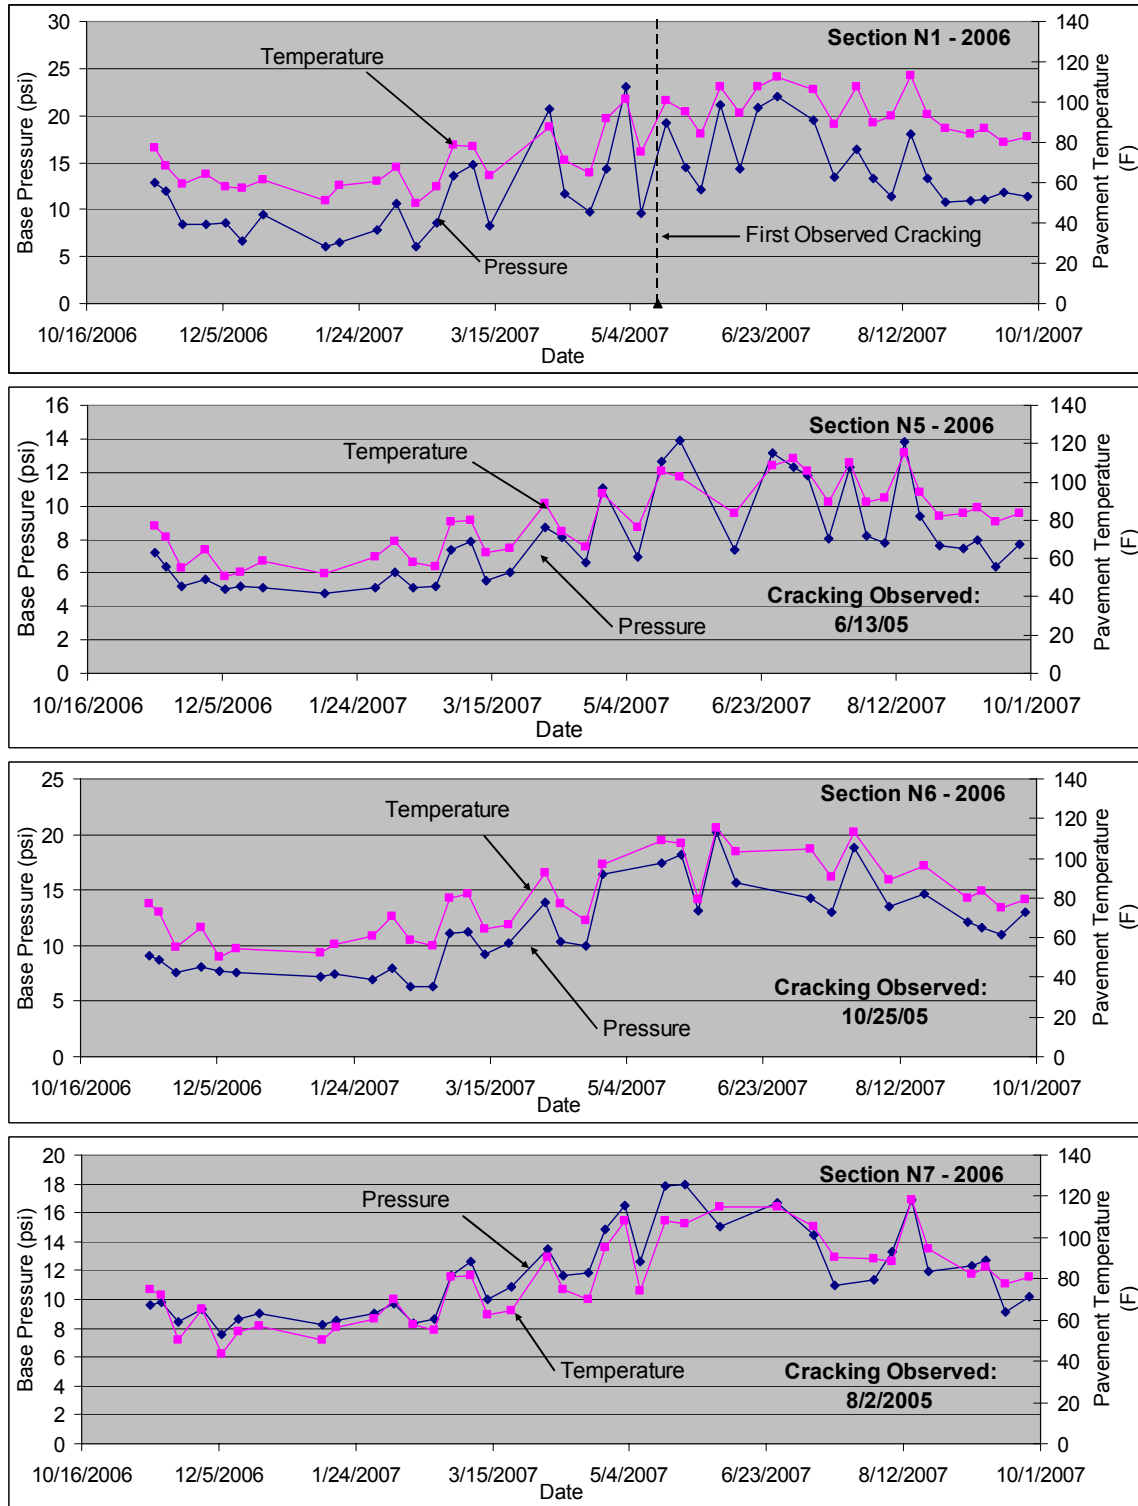 Section N1 - 2006
Temperature
Pressure
First Observed Cracking
Base Pressure (psi)
30
25
20
15
10
5
0
Pavement Temperature
(F)
140
120
100
80
60
40
20
0
10/16/2006 12/5/2006 1/24/2007 3/15/2007 5/4/2007 6/23/2007 8/12/2007 10/1/2007
Date
Section N5 - 2006
Temperature
Pressure
Cracking Observed:
6/13/05
Base Pressure (psi)
16
14
12
10
8
6
4
2
0
Pavement Temperature
(F)
140
120
100
80
60
40
20
0
10/16/2006 12/5/2006 1/24/2007 3/15/2007 5/4/2007 6/23/2007 8/12/2007 10/1/2007
Date
Section N6 - 2006
Temperature
Pressure
Cracking Observed:
10/25/05
Base Pressure (psi)
25
20
15
10
5
0
Pavement Temperature
(F)
140
120
100
80
60
40
20
0
10/16/2006 12/5/2006 1/24/2007 3/15/2007 5/4/2007 6/23/2007 8/12/2007 10/1/2007
Date
Section N7 - 2006
Pressure
Temperature
Cracking Observed:
8/2/2005
Base Pressure (psi)
20
18
16
14
12
10
8
6
4
2
0
Pavement Temperature
(F)
140
120
100
80
60
40
20
0
10/16/2006 12/5/2006 1/24/2007 3/15/2007 5/4/2007 6/23/2007 8/12/2007 10/1/2007
Date